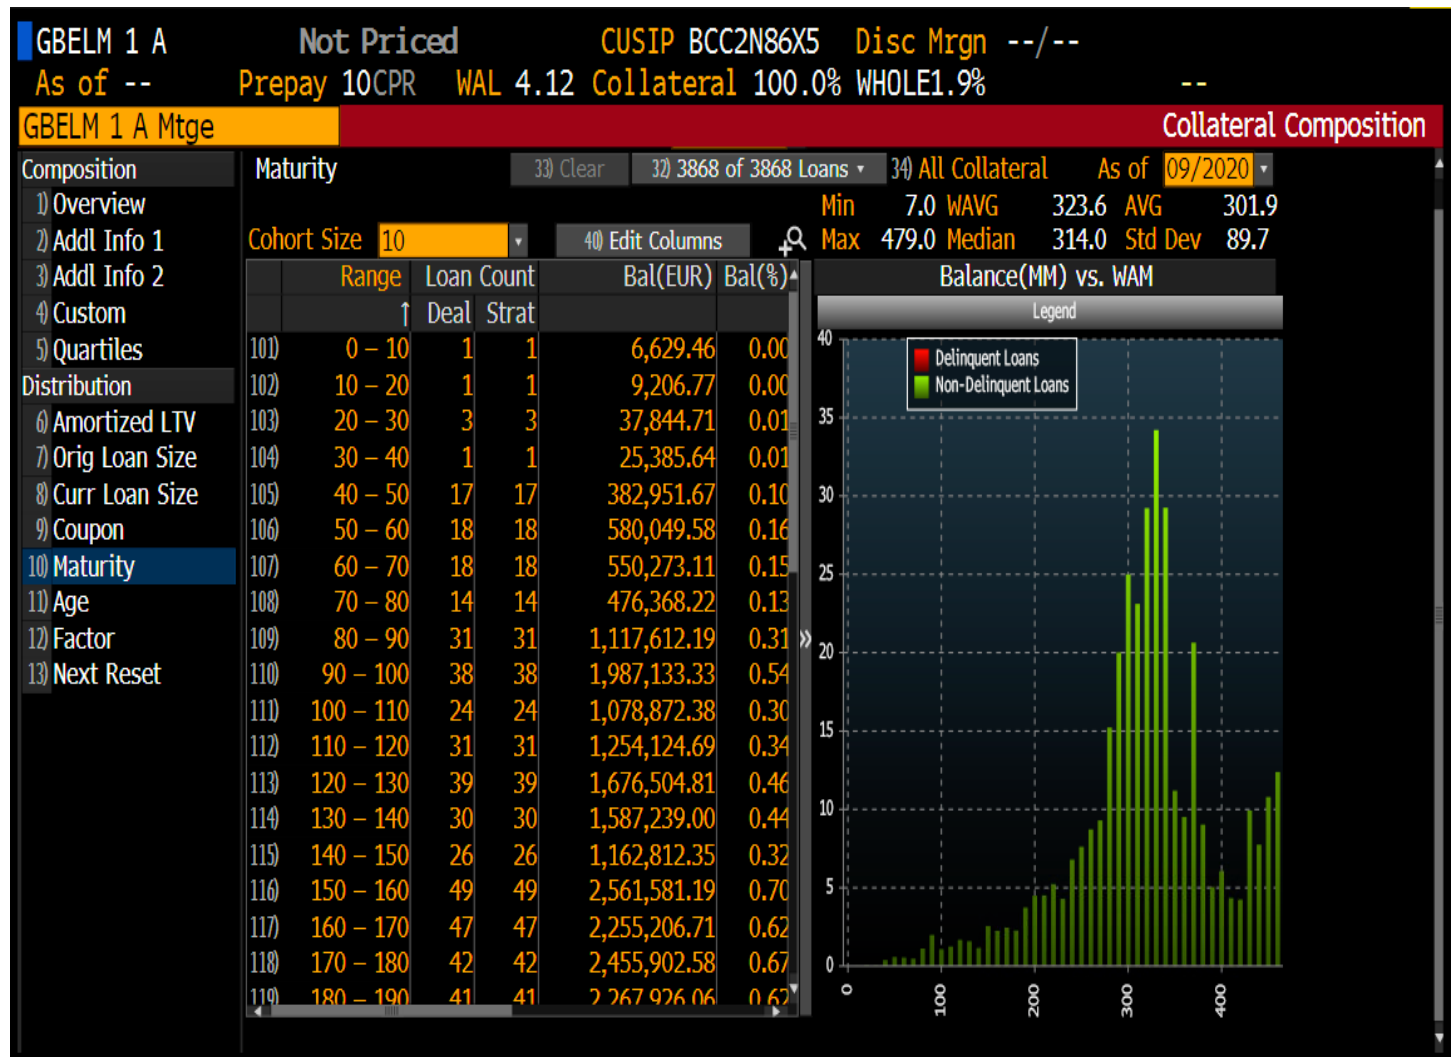 GBELM 1 A Not Priced CUSIP BCC2N86X5 Disc Mrgn --/--
As of -- Prepay 10CPR WAL 4.12 Collateral 100.0% WHOLE1.9% --
GBELM 1 A Mtge Collateral Composition
Composition
1) Overview
2) Addl Info 1
3) Addl Info 2
4) Custom
5) Quartiles
Distribution
6) Amortized LTV
7) Orig Loan Size
8) Curr Loan Size
9) Coupon
10) Maturity
11) Age
12) Factor
13) Next Reset
Maturity 33) Clear 32) 3868 of 3868 Loans 34) All Collateral As of 09/2020
Min 7.0 WAVG 323.6 AVG 301.9
Cohort Size 10 40) Edit Columns Max 479.0 Median 314.0 Std Dev 89.7
Range Loan Count Bal(EUR) Bal(%)
↑ Deal Strat
101) 0 – 10 1 1 6,629.46 0.00
102) 10 – 20 1 1 9,206.77 0.00
103) 20 – 30 3 3 37,844.71 0.01
104) 30 – 40 1 1 25,385.64 0.01
105) 40 – 50 17 17 382,951.67 0.10
106) 50 – 60 18 18 580,049.58 0.16
107) 60 – 70 18 18 550,273.11 0.15
108) 70 – 80 14 14 476,368.22 0.13
109) 80 – 90 31 31 1,117,612.19 0.31
110) 90 – 100 38 38 1,987,133.33 0.54
111) 100 – 110 24 24 1,078,872.38 0.30
112) 110 – 120 31 31 1,254,124.69 0.34
113) 120 – 130 39 39 1,676,504.81 0.46
114) 130 – 140 30 30 1,587,239.00 0.44
115) 140 – 150 26 26 1,162,812.35 0.32
116) 150 – 160 49 49 2,561,581.19 0.70
117) 160 – 170 47 47 2,255,206.71 0.62
118) 170 – 180 42 42 2,455,902.58 0.67
119) 180 – 190 41 41 2,267,926.06 0.62
Balance(MM) vs. WAM
Legend
Delinquent Loans
Non-Delinquent Loans
40
35
30
25
20
15
10
5
0
0 100 200 300 400